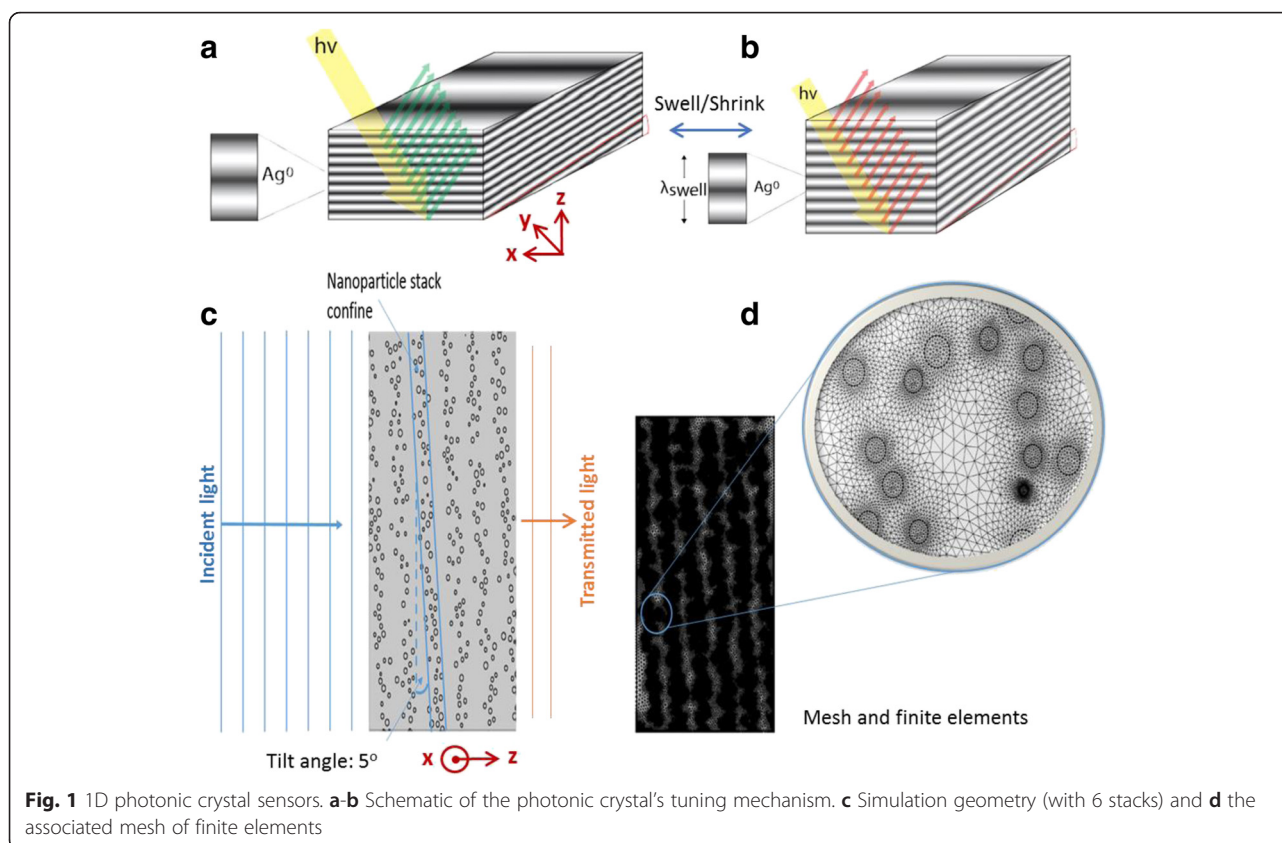 a
hv
Ag⁰
z
y
x
Swell/Shrink
b
hv
λswell
Ag⁰
Nanoparticle stack
confine
c
Incident light
Transmitted light
Tilt angle: 5°
x z
d
Mesh and finite elements
Fig. 1 1D photonic crystal sensors. a-b Schematic of the photonic crystal's tuning mechanism. c Simulation geometry (with 6 stacks) and d the
associated mesh of finite elements